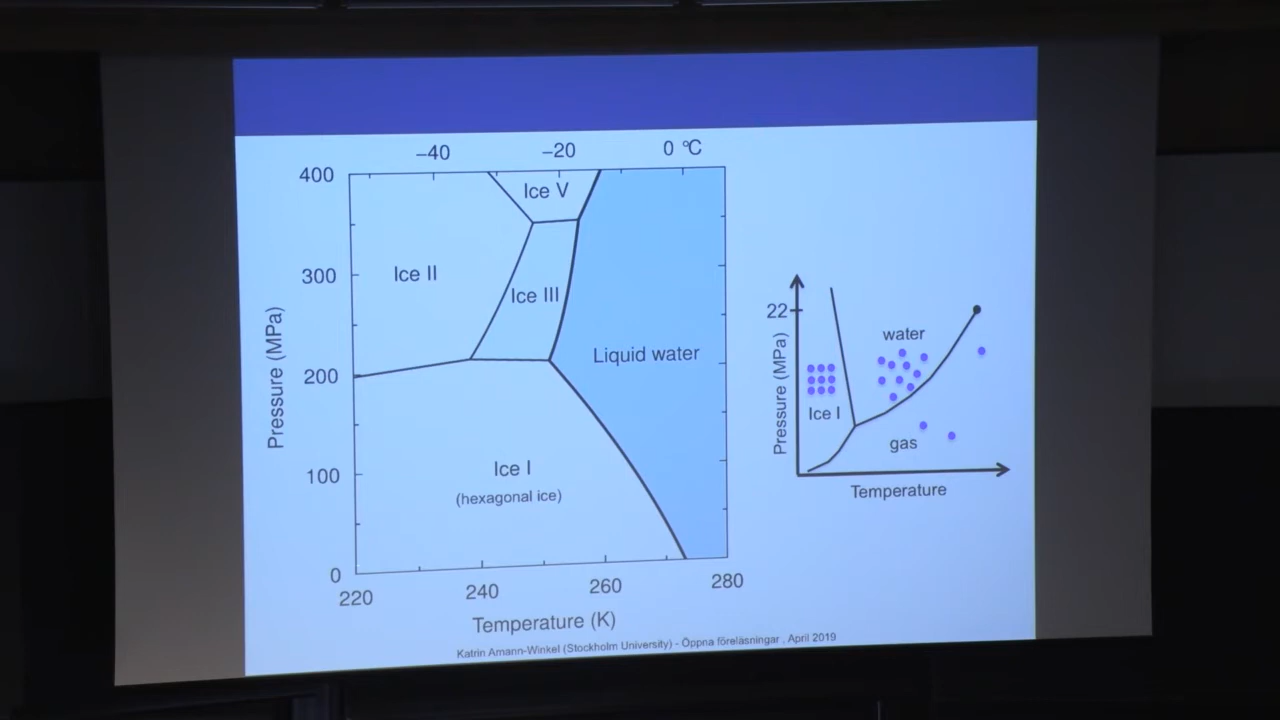 −40 −20 0 °C
400
300
200
100
0
Pressure (MPa)
Ice V
Ice II
Ice III
Liquid water
Ice I
(hexagonal ice)
220 240 260 280
Temperature (K)
22
Pressure (MPa)
water
Ice I
gas
Temperature
Katrin Amann-Winkel (Stockholm University) - Öppna föreläsningar , April 2019